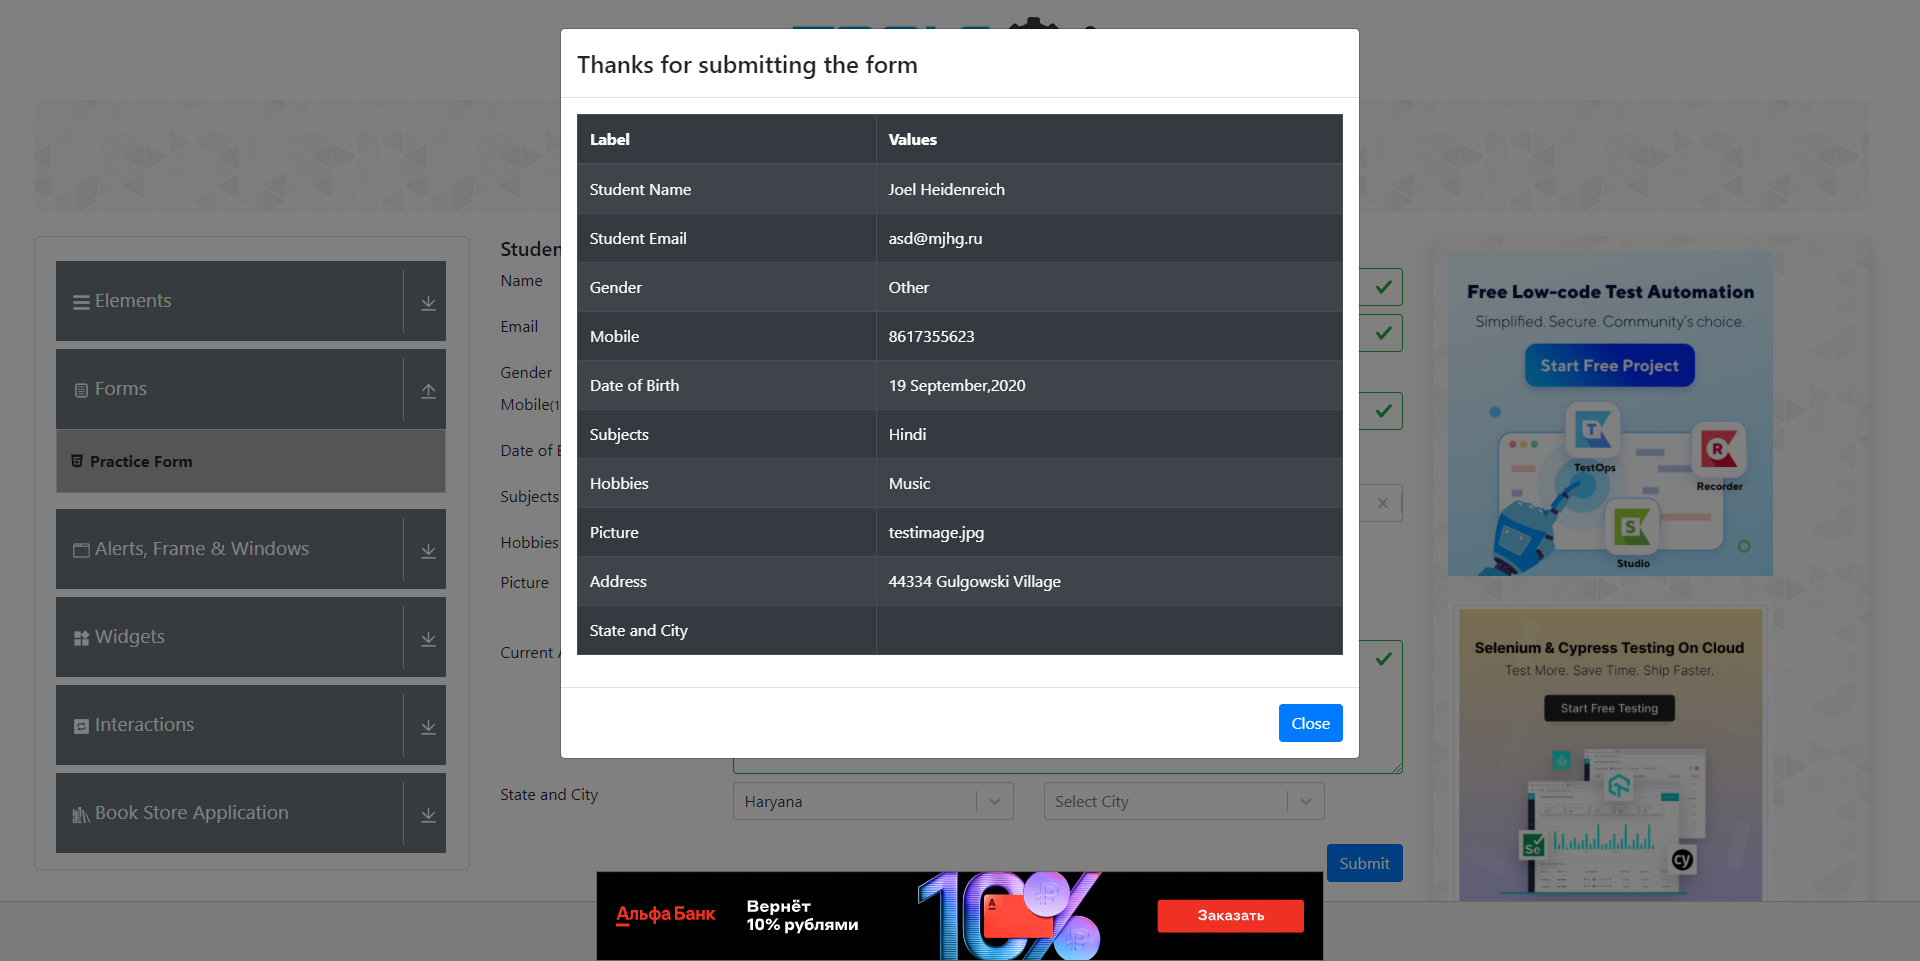 Thanks for submitting the form
Label Values
Student Name Joel Heidenreich
Student Email asd@mjhg.ru
Gender Other
Mobile 8617355623
Date of Birth 19 September,2020
Subjects Hindi
Hobbies Music
Picture testimage.jpg
Address 44334 Gulgowski Village
State and City
Close
Elements
Forms
Practice Form
Alerts, Frame & Windows
Widgets
Interactions
Book Store Application
Name
Email
Gender
Mobile(1
Date of
Subjects
Hobbies
Picture
Current
State and City
Haryana
Select City
Submit
Free Low-code Test Automation
Simplified. Secure. Community's choice.
Start Free Project
TestOps
Recorder
Studio
Selenium & Cypress Testing On Cloud
Test More. Save Time. Ship Faster.
Start Free Testing
Se
cy
Альфа Банк
Вернёт
10% рублями
10%
Заказать